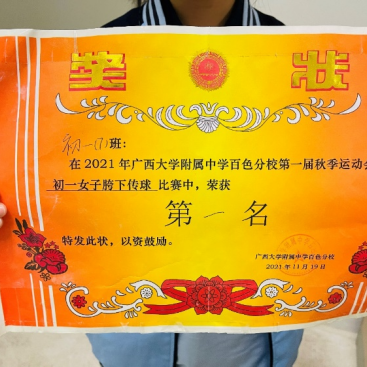 奖状
初一(7)班:
在2021年广西大学附属中学百色分校第一届秋季运动会
初一女子胯下传球 比赛中，荣获
第一名
特发此状，以资鼓励。
广西大学附属中学百色分校
2021年11月19日